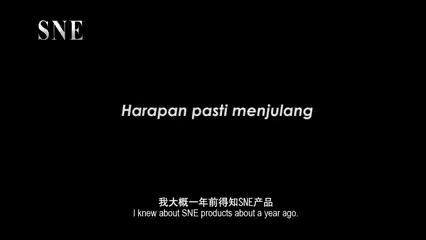 SNE
Harapan pasti menjulang
我大概一年前得知SNE产品
I knew about SNE products about a year ago.